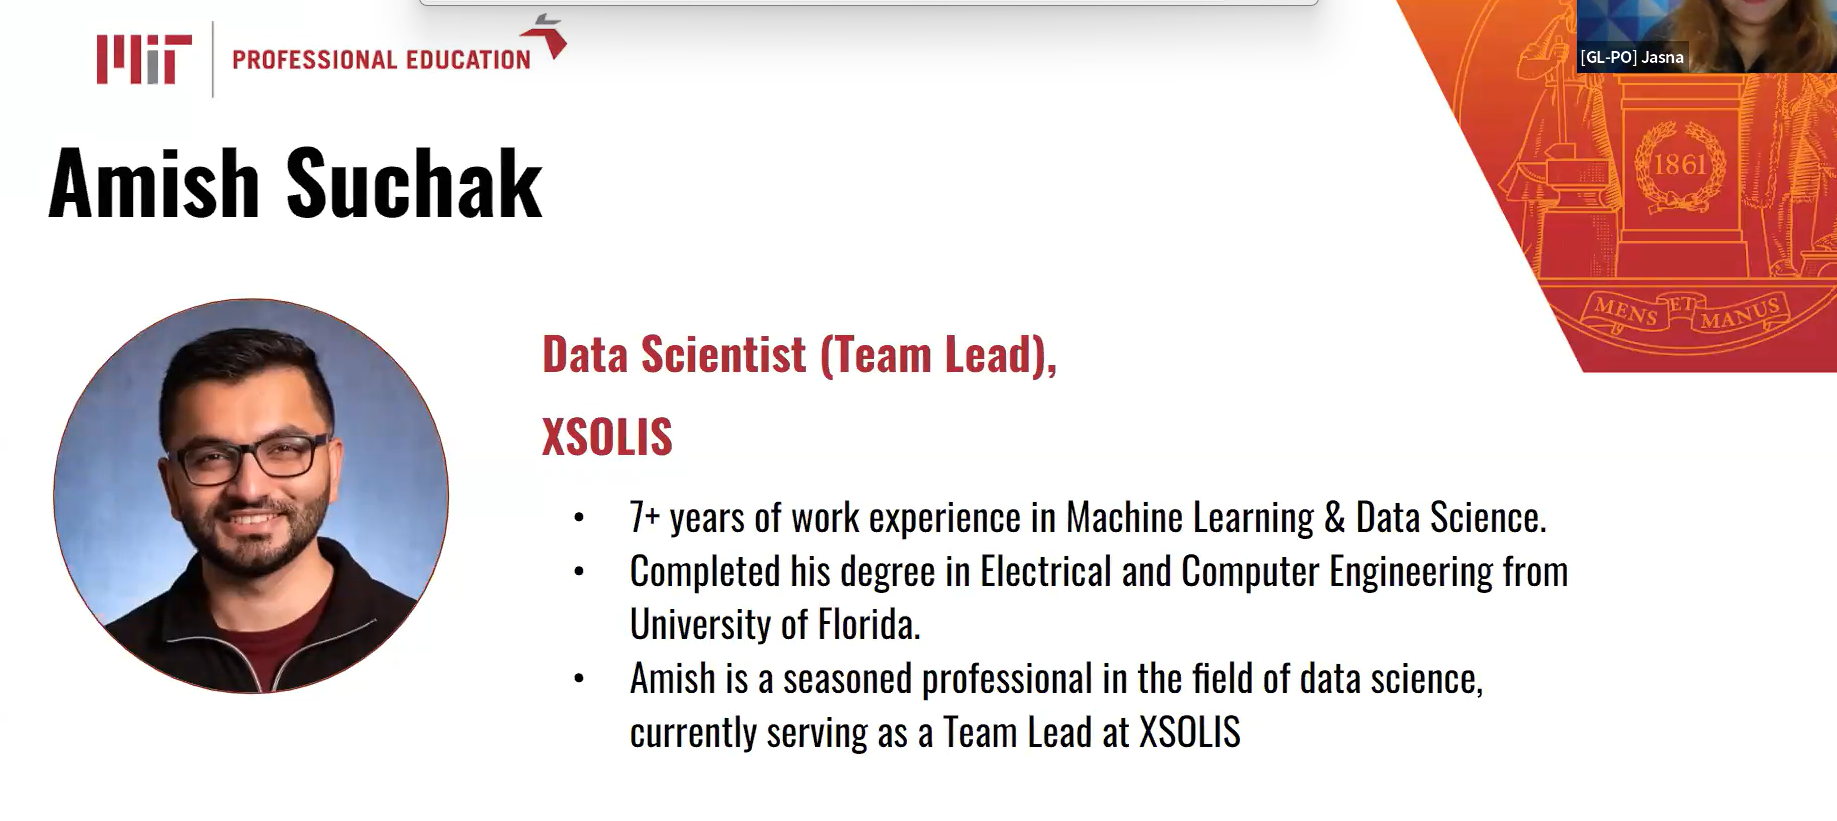 MIT PROFESSIONAL EDUCATION
[GL-PO] Jasna
Amish Suchak
1861
MENS ET MANUS
Data Scientist (Team Lead),
XSOLIS
• 7+ years of work experience in Machine Learning & Data Science.
• Completed his degree in Electrical and Computer Engineering from
University of Florida.
• Amish is a seasoned professional in the field of data science,
currently serving as a Team Lead at XSOLIS